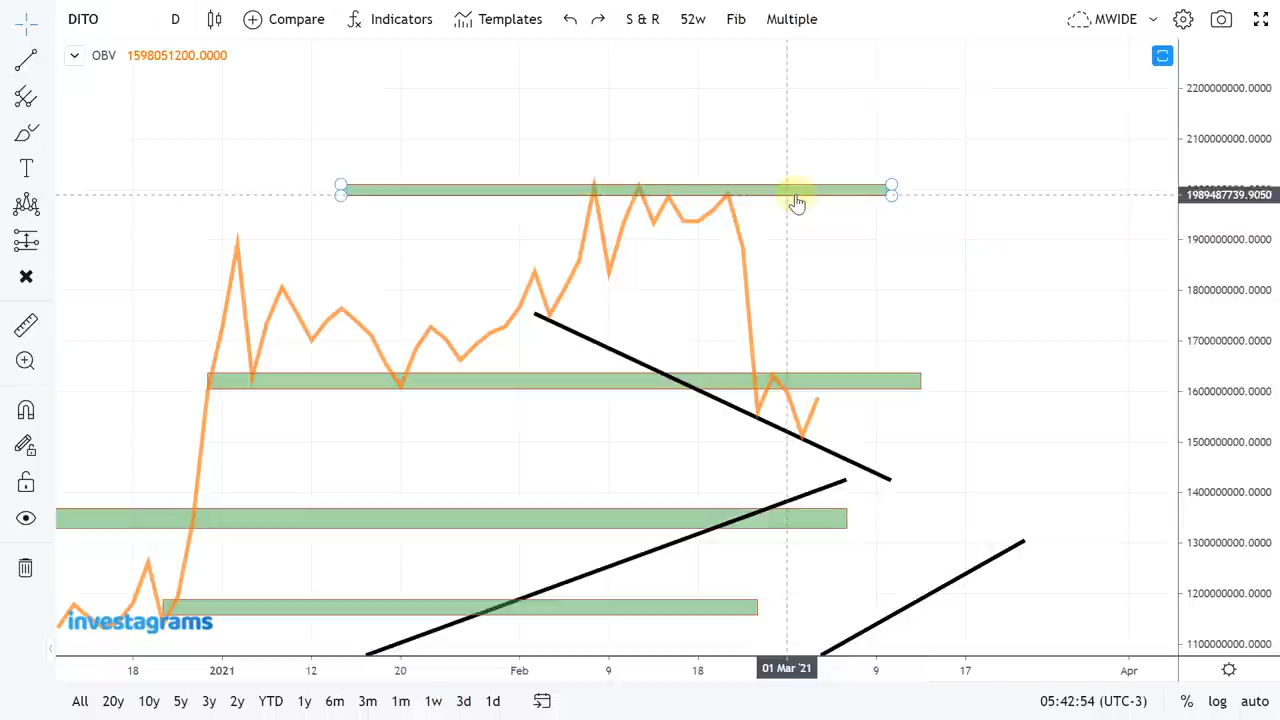 DITO D Compare Indicators Templates S & R 52w Fib Multiple MWIDE
OBV 1598051200.0000
2200000000.0000
2100000000.0000
1989487739.9050
1900000000.0000
1800000000.0000
1700000000.0000
1600000000.0000
1500000000.0000
1400000000.0000
1300000000.0000
1200000000.0000
1100000000.0000
investagrams
18 2021 12 20 Feb 9 18 01 Mar '21 9 17 Apr
All 20y 10y 5y 3y 2y YTD 1y 6m 3m 1m 1w 3d 1d 05:42:54 (UTC-3) % log auto